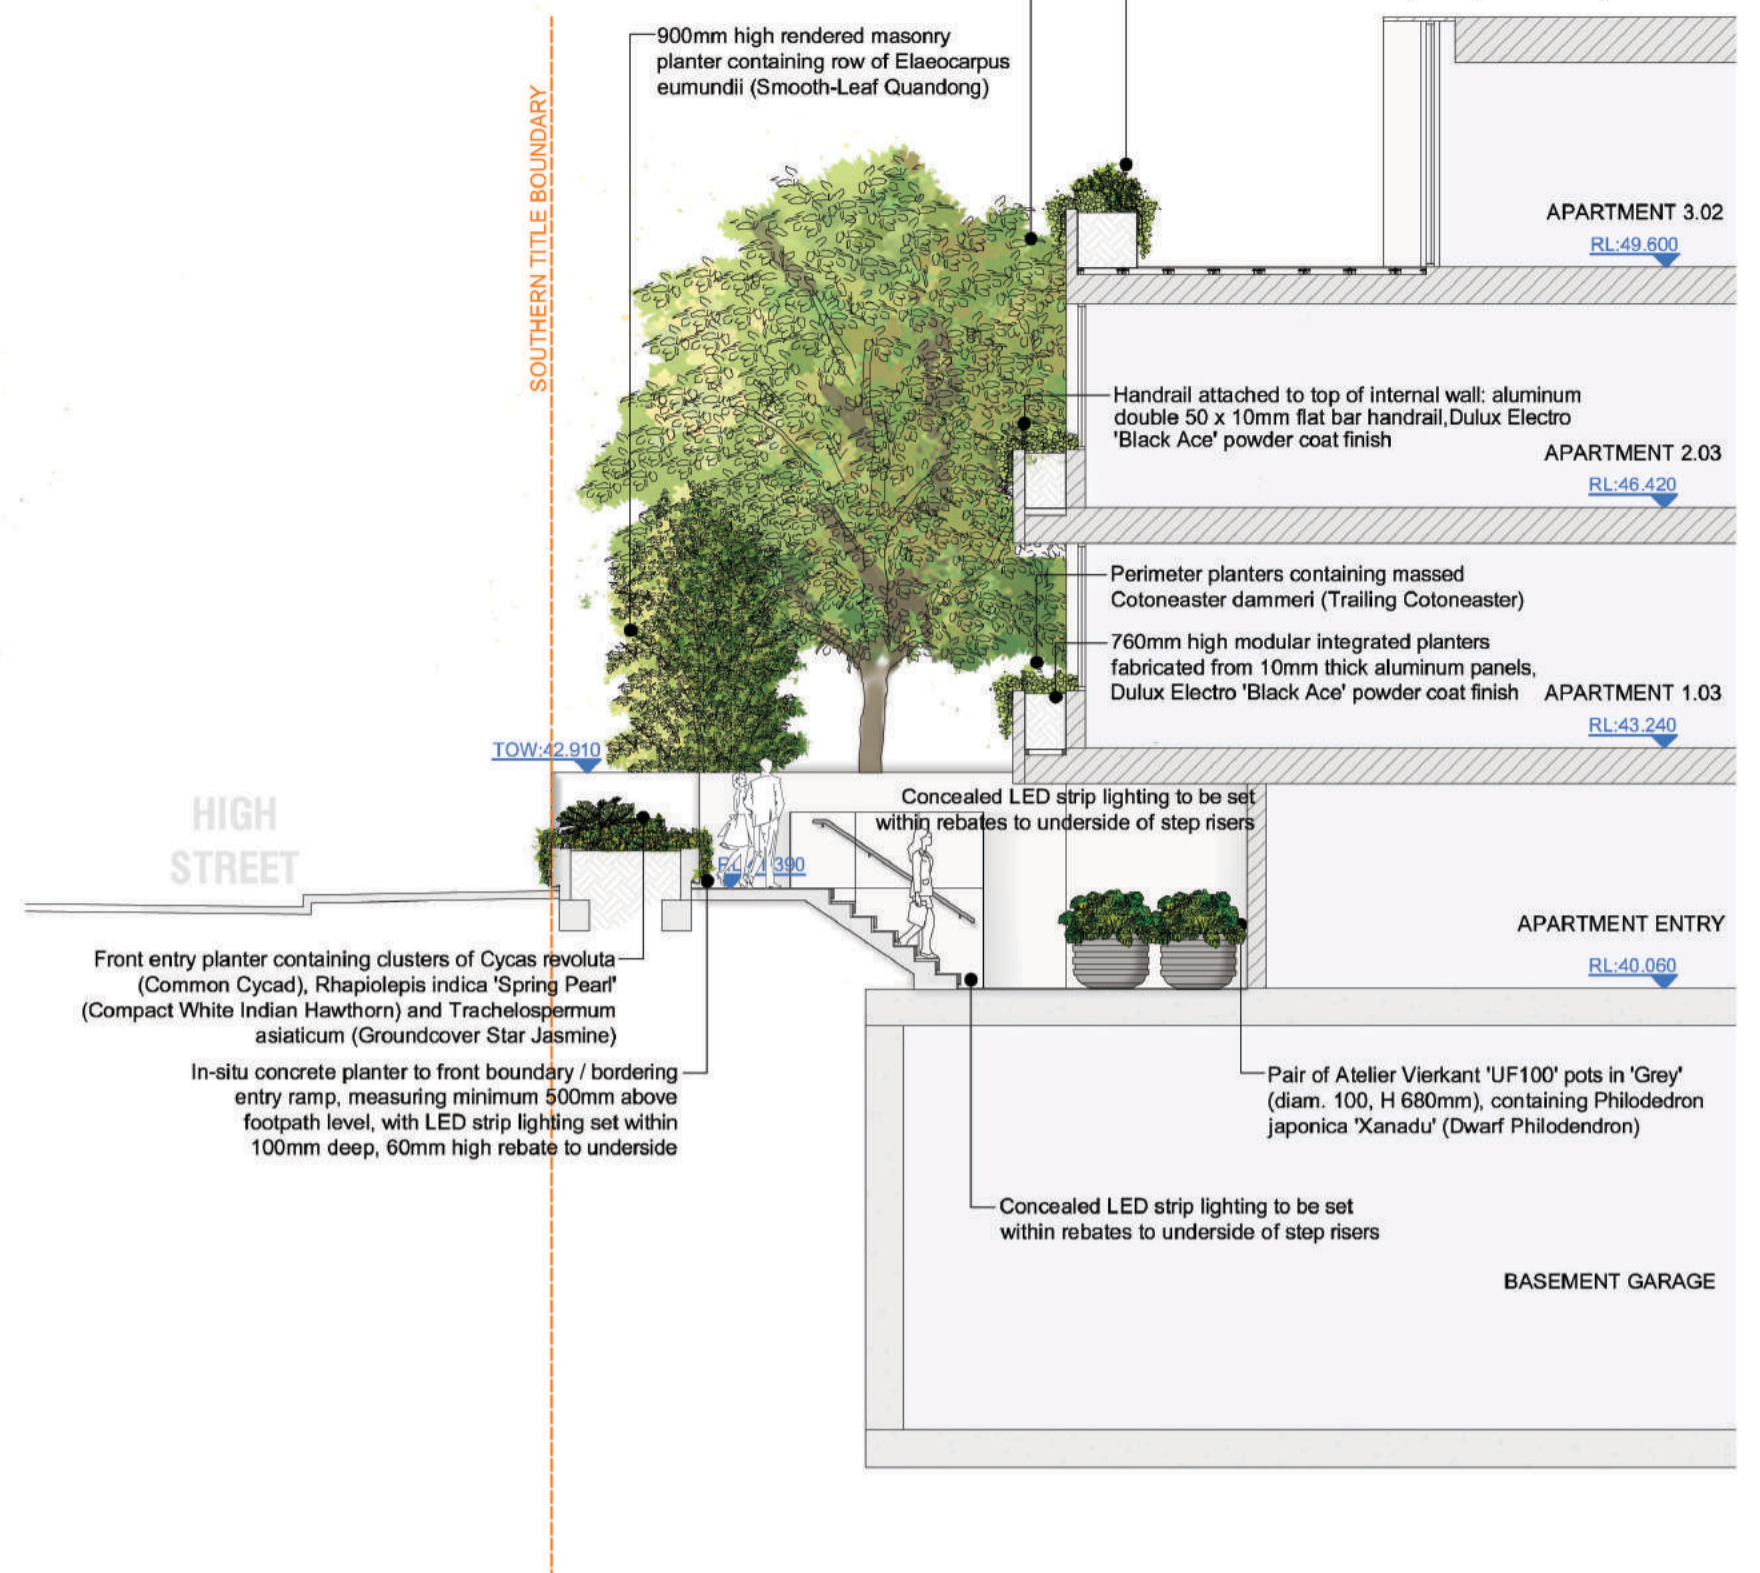 900mm high rendered masonry
planter containing row of Elaeocarpus
eumundii (Smooth-Leaf Quandong)
SOUTHERN TITLE BOUNDARY
APARTMENT 3.02
RL:49.600
Handrail attached to top of internal wall: aluminum
double 50 x 10mm flat bar handrail,Dulux Electro
'Black Ace' powder coat finish
APARTMENT 2.03
RL:46.420
Perimeter planters containing massed
Cotoneaster dammeri (Trailing Cotoneaster)
760mm high modular integrated planters
fabricated from 10mm thick aluminum panels,
Dulux Electro 'Black Ace' powder coat finish
APARTMENT 1.03
RL:43.240
TOW:42.910
HIGH
STREET
Concealed LED strip lighting to be set
within rebates to underside of step risers
390
APARTMENT ENTRY
RL:40.060
Front entry planter containing clusters of Cycas revoluta
(Common Cycad), Rhapiolepis indica 'Spring Pearl'
(Compact White Indian Hawthorn) and Trachelospermum
asiaticum (Groundcover Star Jasmine)
In-situ concrete planter to front boundary / bordering
entry ramp, measuring minimum 500mm above
footpath level, with LED strip lighting set within
100mm deep, 60mm high rebate to underside
Pair of Atelier Vierkant 'UF100' pots in 'Grey'
(diam. 100, H 680mm), containing Philodedron
japonica 'Xanadu' (Dwarf Philodendron)
Concealed LED strip lighting to be set
within rebates to underside of step risers
BASEMENT GARAGE